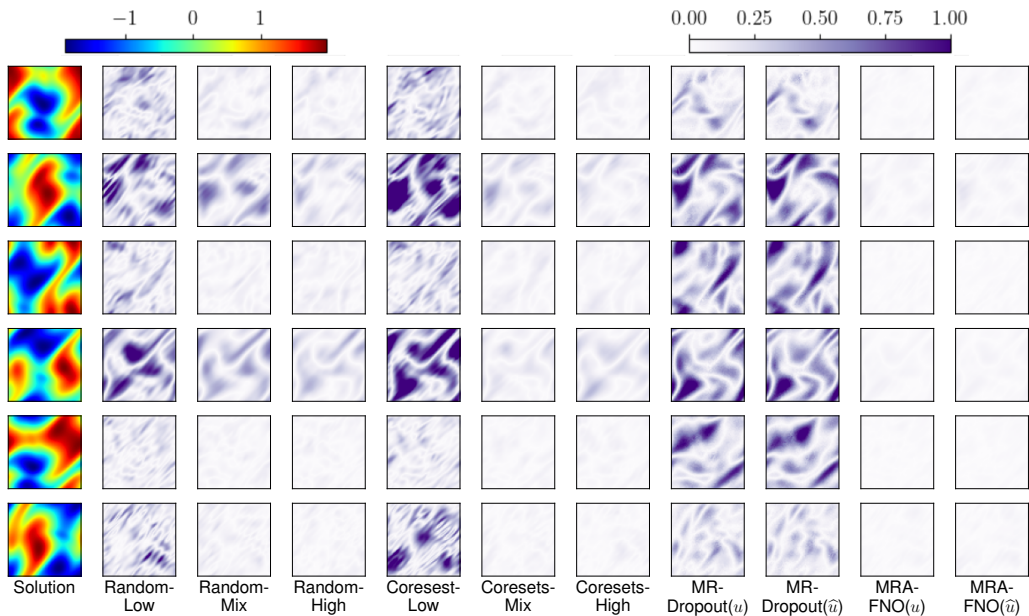 −1 0 1
0.00 0.25 0.50 0.75 1.00
Solution Random- Random- Random- Coresest- Coresets- Coresets- MR- MR- MRA- MRA-
Low Mix High Low Mix High Dropout(u) Dropout(û) FNO(u) FNO(û)